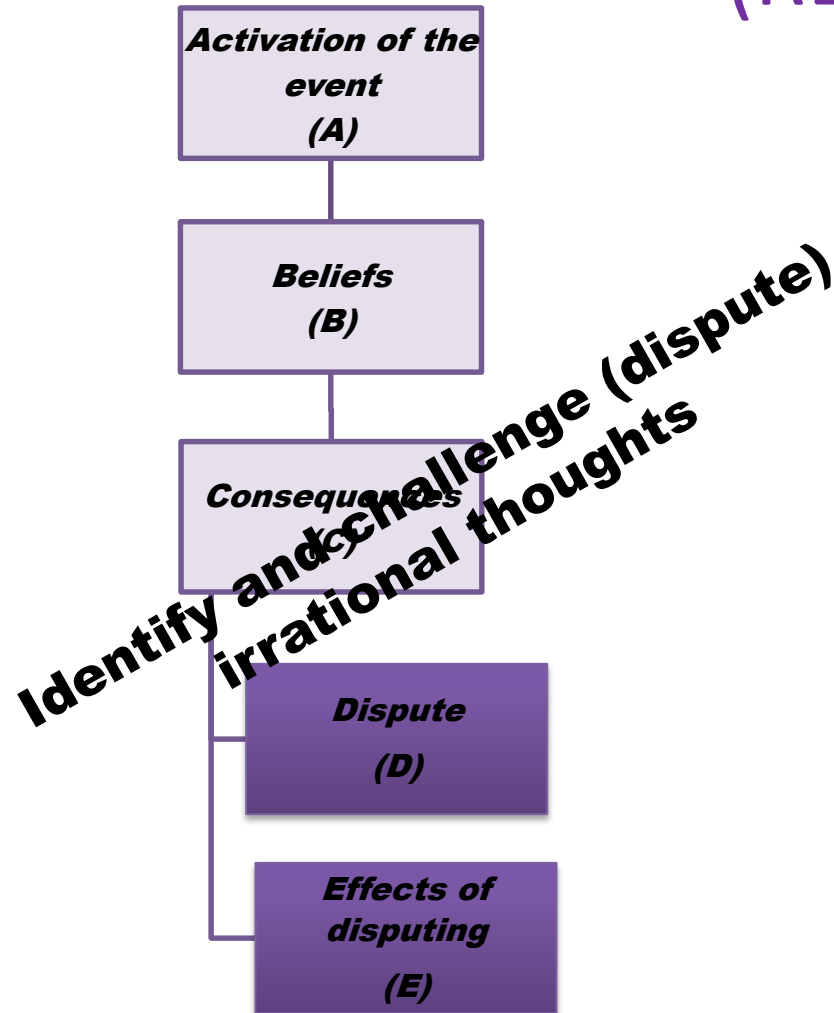 Activation of the
event
(A)
Beliefs
(B)
Identify and challenge (dispute)
irrational thoughts
Consequences
(C)
Dispute
(D)
Effects of
disputing
(E)